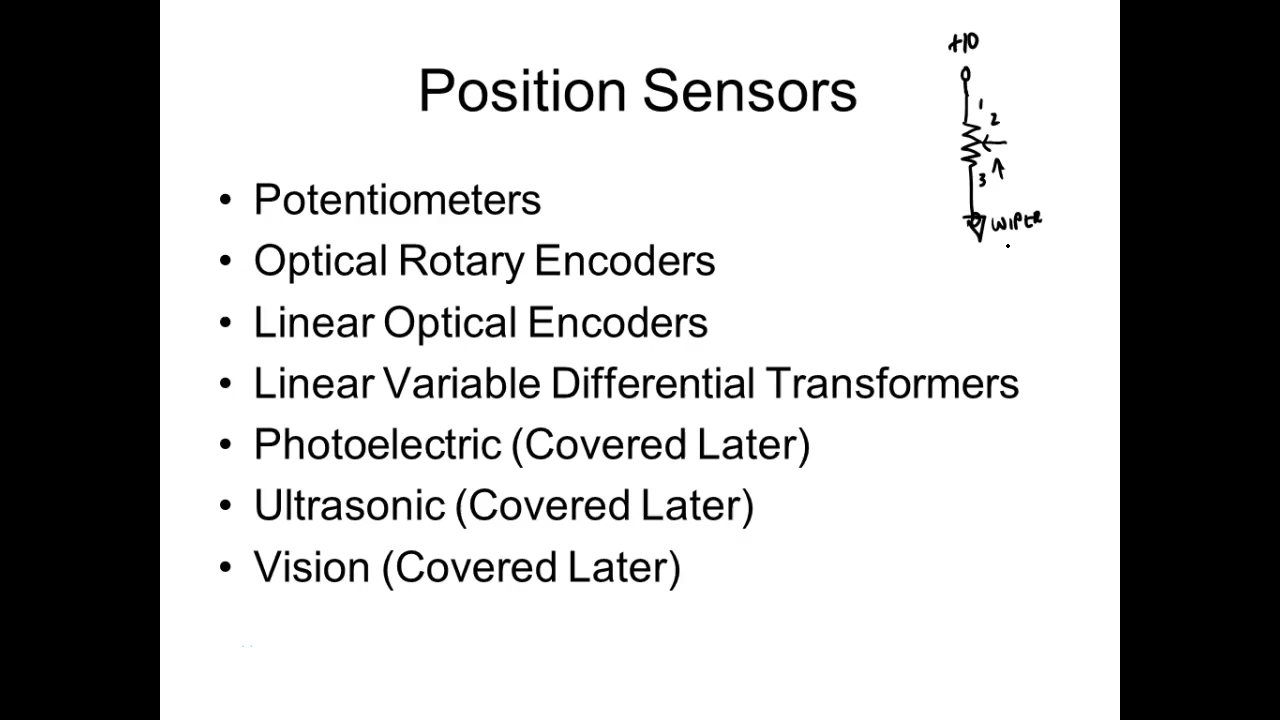 +10
Position Sensors
1
2
3
WIPER
• Potentiometers
• Optical Rotary Encoders
• Linear Optical Encoders
• Linear Variable Differential Transformers
• Photoelectric (Covered Later)
• Ultrasonic (Covered Later)
• Vision (Covered Later)